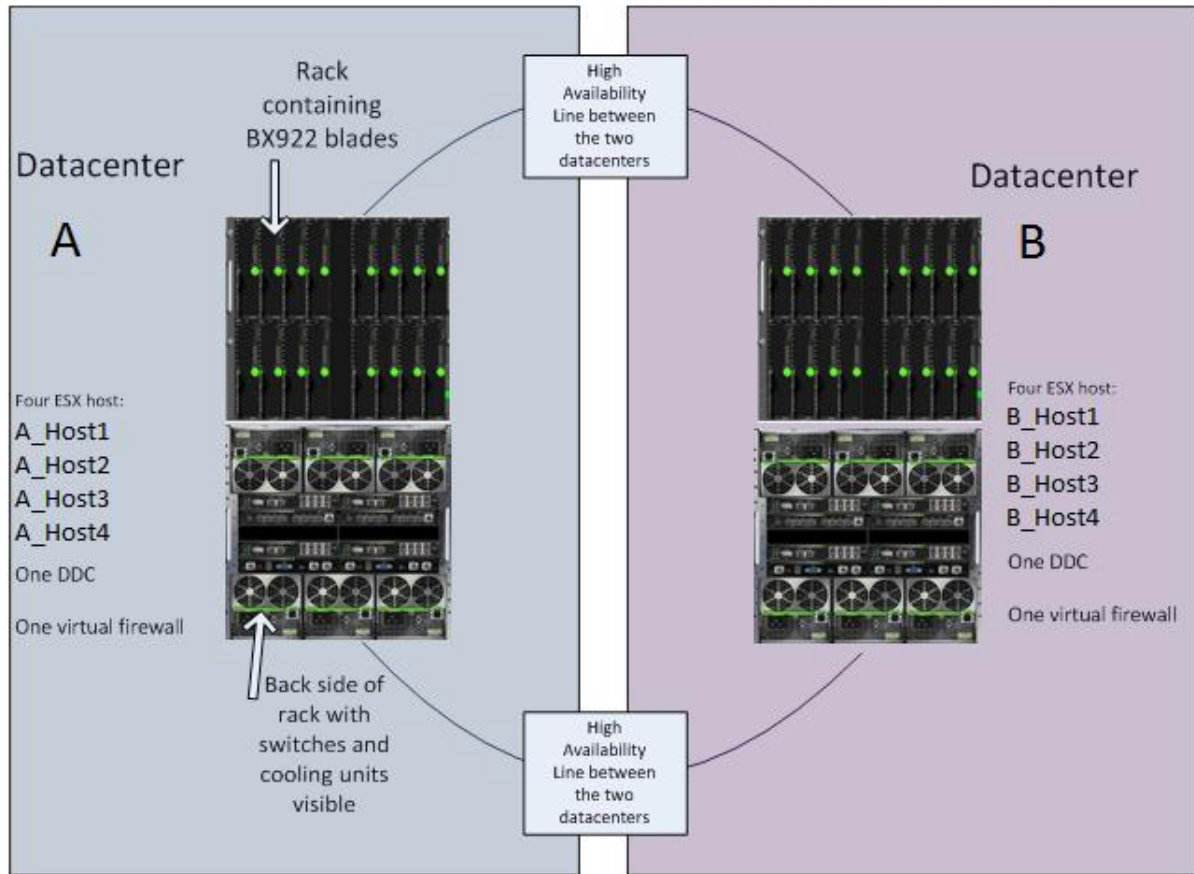 Rack
containing
BX922 blades
Datacenter
A
Four ESX host:
A_Host1
A_Host2
A_Host3
A_Host4
One DDC
One virtual firewall
Back side of
rack with
switches and
cooling units
visible
High
Availability
Line between
the two
datacenters
High
Availability
Line between
the two
datacenters
Datacenter
B
Four ESX host:
B_Host1
B_Host2
B_Host3
B_Host4
One DDC
One virtual firewall